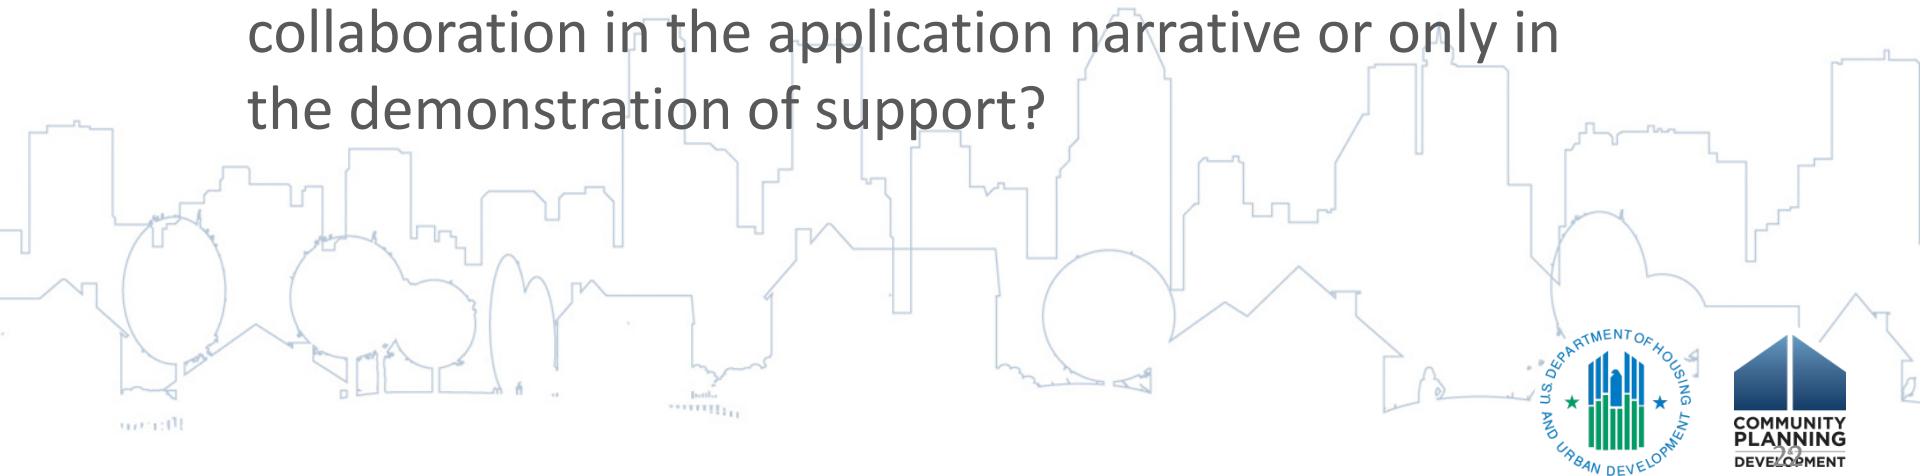 collaboration in the application narrative or only in
the demonstration of support?
U.S. DEPARTMENT OF HOUSING
AND URBAN DEVELOPMENT
COMMUNITY
PLANNING
DEVELOPMENT
22